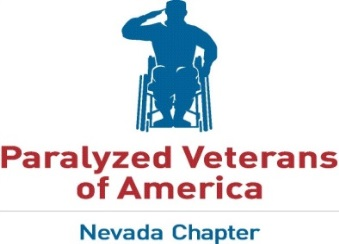 Paralyzed Veterans
of America
Nevada Chapter